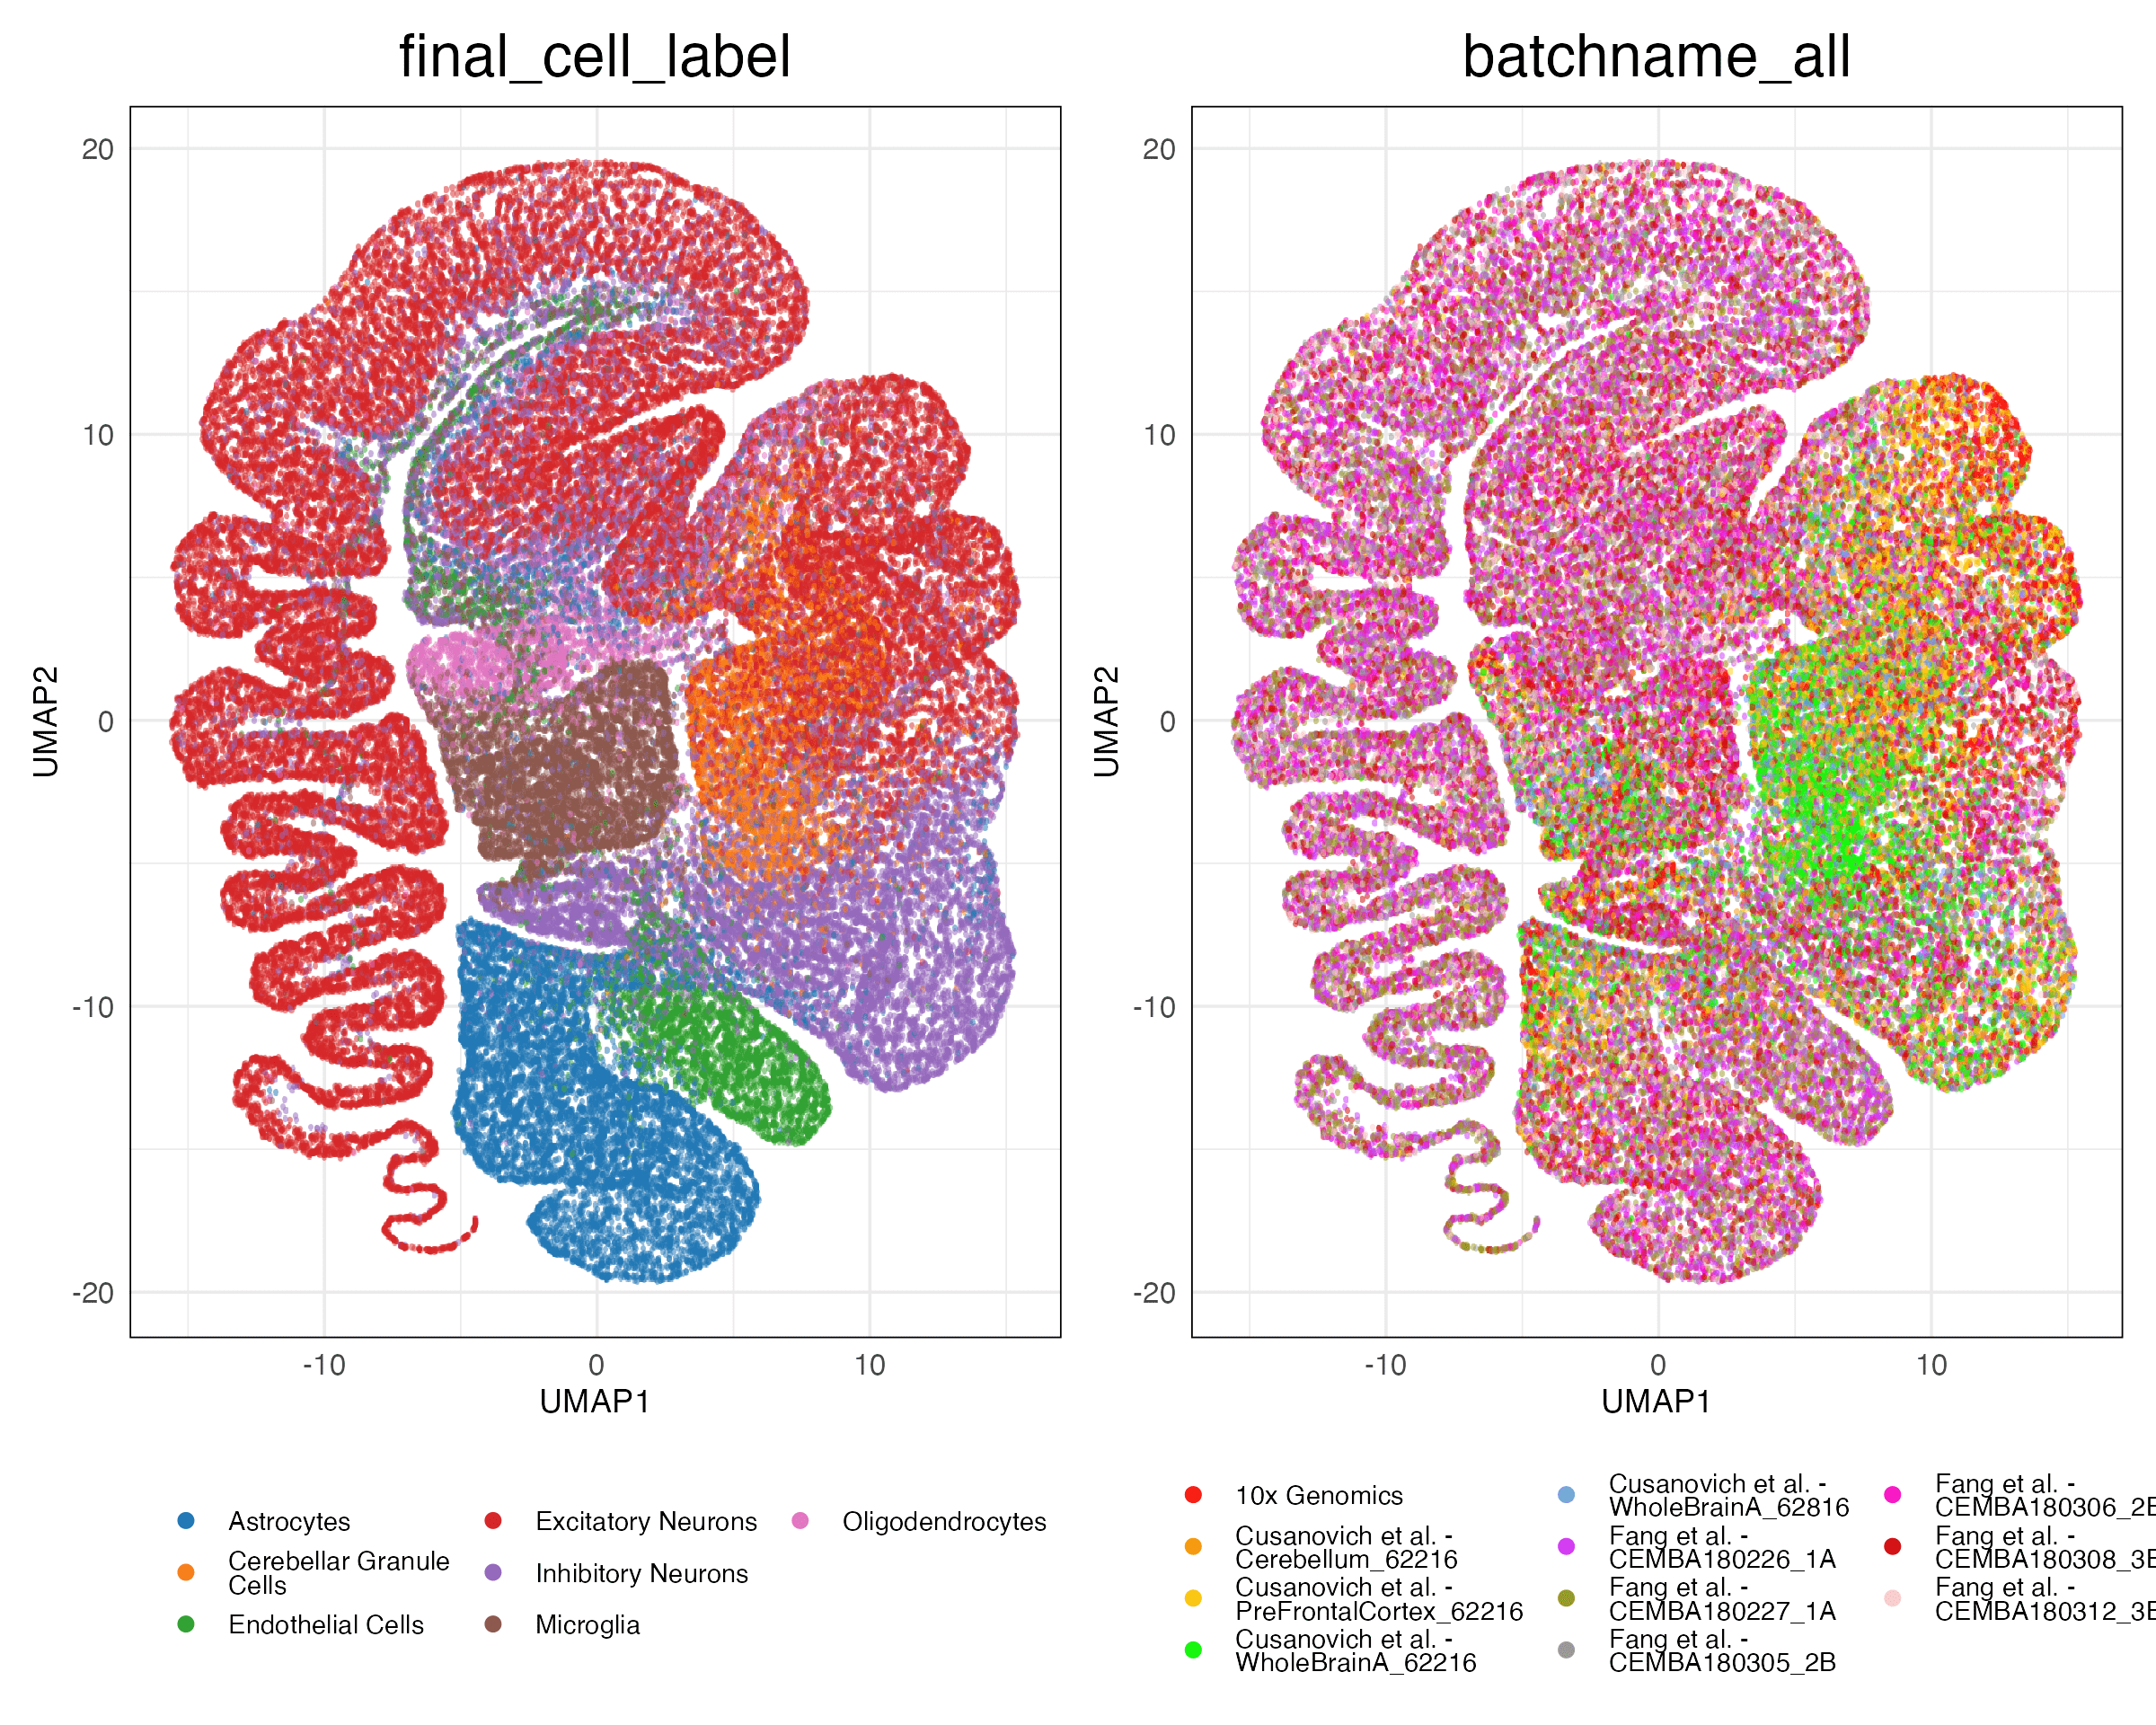 final_cell_label
batchname_all
20
10
0
-10
-20
UMAP2
-10 0 10
UMAP1
20
10
0
-10
-20
UMAP2
-10 0 10
UMAP1
Astrocytes
Cerebellar Granule
Cells
Endothelial Cells
Excitatory Neurons
Inhibitory Neurons
Microglia
Oligodendrocytes
10x Genomics
Cusanovich et al. -
Cerebellum_62216
Cusanovich et al. -
PreFrontalCortex_62216
Cusanovich et al. -
WholeBrainA_62216
Cusanovich et al. -
WholeBrainA_62816
Fang et al. -
CEMBA180226_1A
Fang et al. -
CEMBA180227_1A
Fang et al. -
CEMBA180305_2B
Fang et al. -
CEMBA180306_2
Fang et al. -
CEMBA180308_3
Fang et al. -
CEMBA180312_3